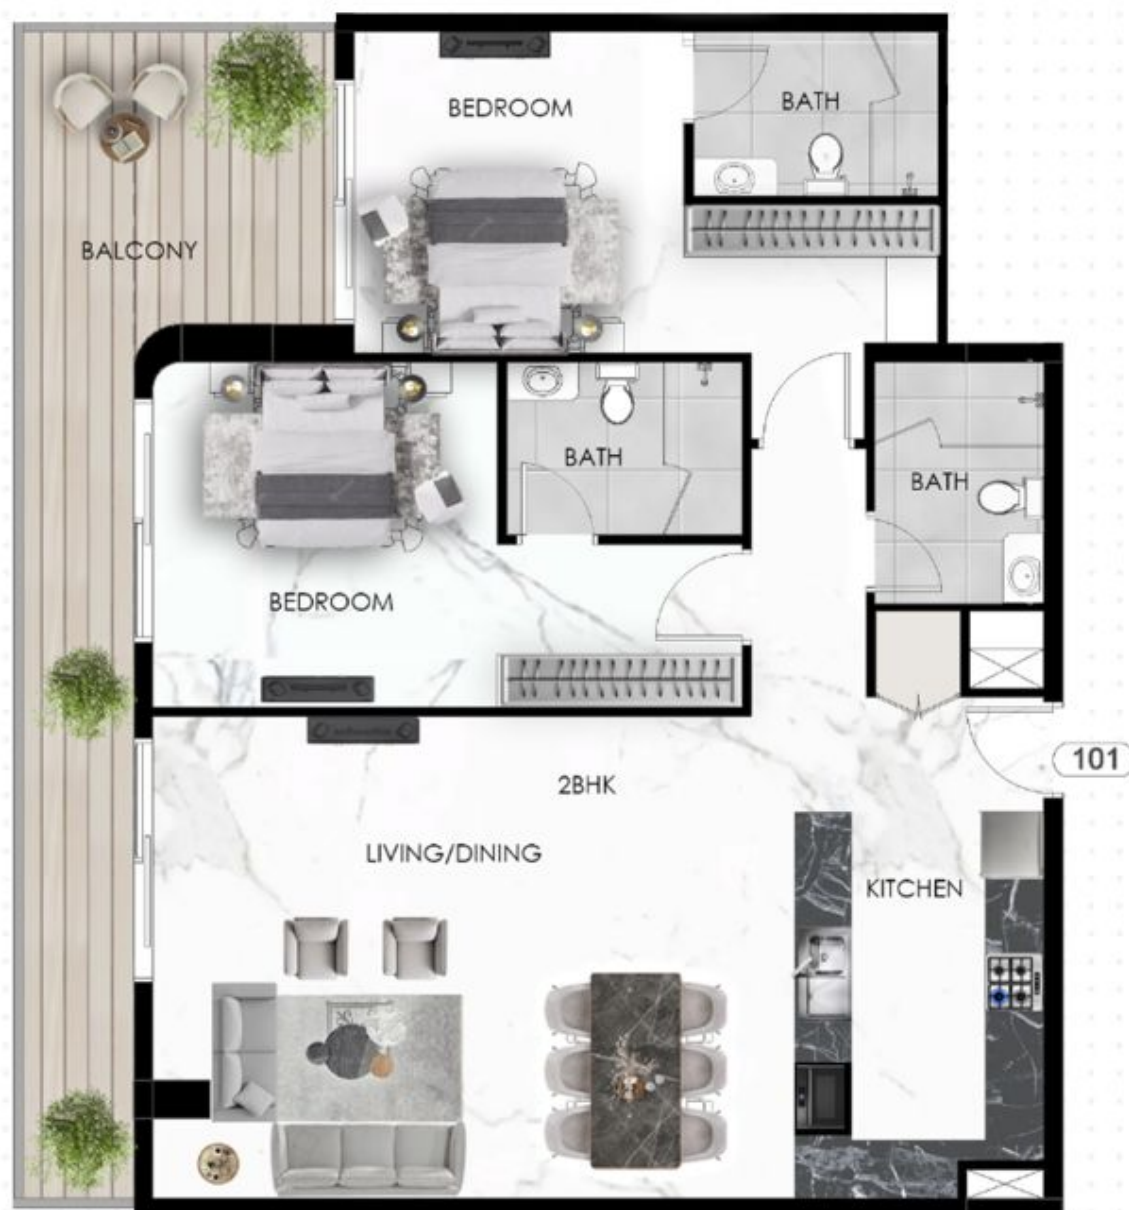 BEDROOM
BATH
BALCONY
BATH
BATH
BEDROOM
101
2BHK
LIVING/DINING
KITCHEN